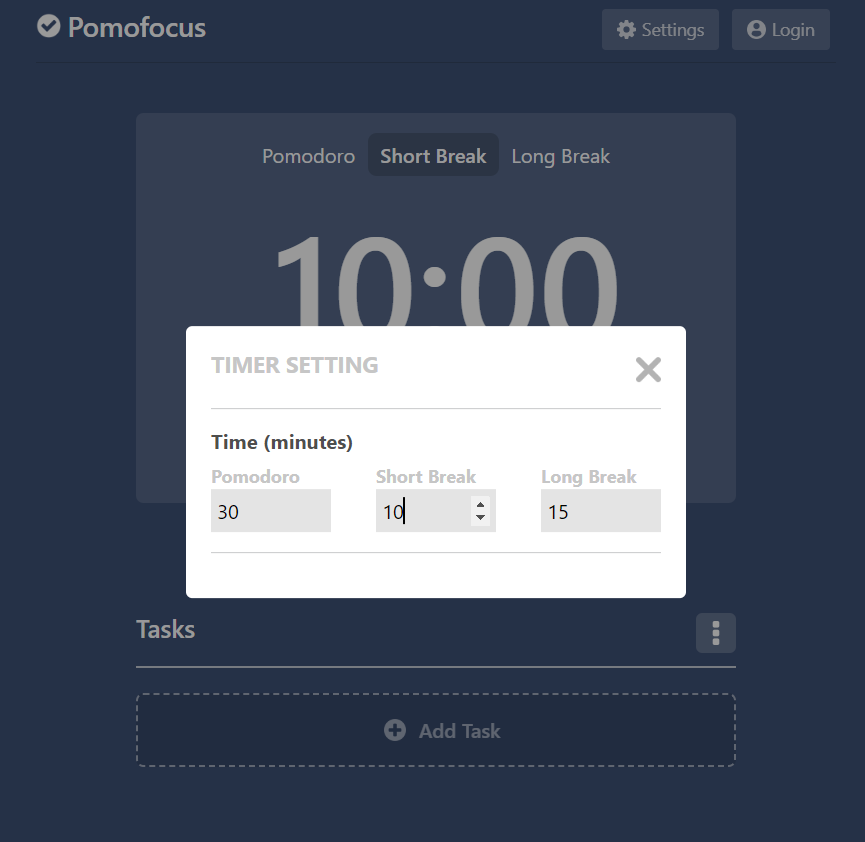 Pomofocus
Settings
Login
Pomodoro Short Break Long Break
10:00
TIMER SETTING
Time (minutes)
Pomodoro Short Break Long Break
30 10 15
Tasks
Add Task